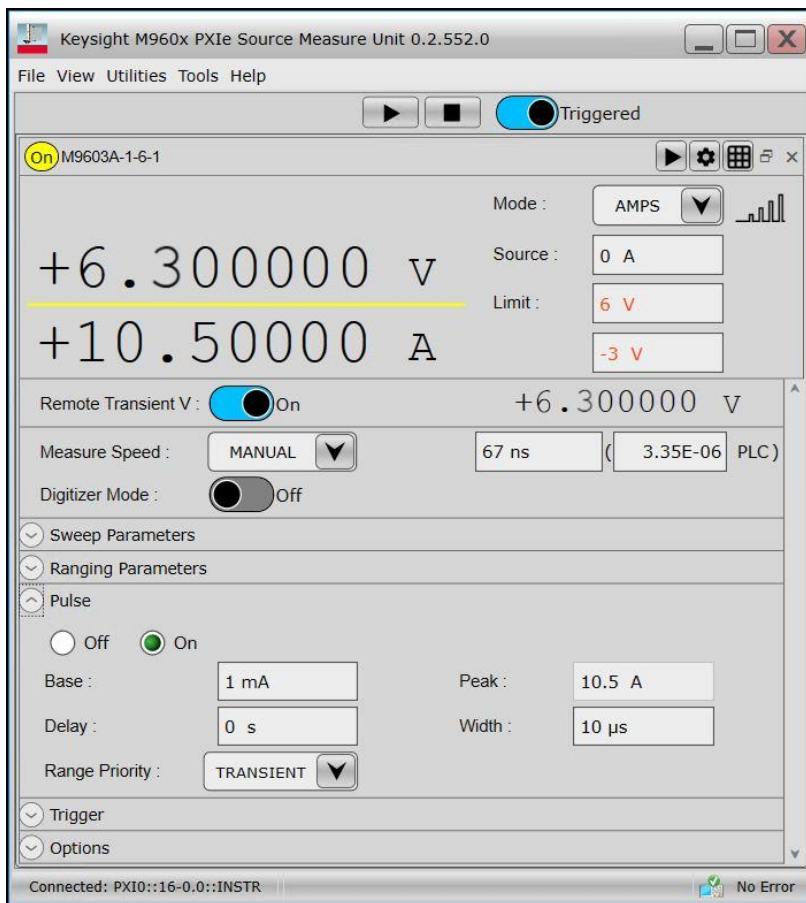 Keysight M960x PXIe Source Measure Unit 0.2.552.0
File View Utilities Tools Help
Triggered
On M9603A-1-6-1
Mode : AMPS
+6.300000 V
Source : 0 A
Limit : 6 V
+10.50000 A
-3 V
Remote Transient V : On +6.300000 V
Measure Speed : MANUAL 67 ns ( 3.35E-06 PLC )
Digitizer Mode : Off
Sweep Parameters
Ranging Parameters
Pulse
Off On
Base : 1 mA Peak : 10.5 A
Delay : 0 s Width : 10 µs
Range Priority : TRANSIENT
Trigger
Options
Connected: PXI0::16-0.0::INSTR No Error